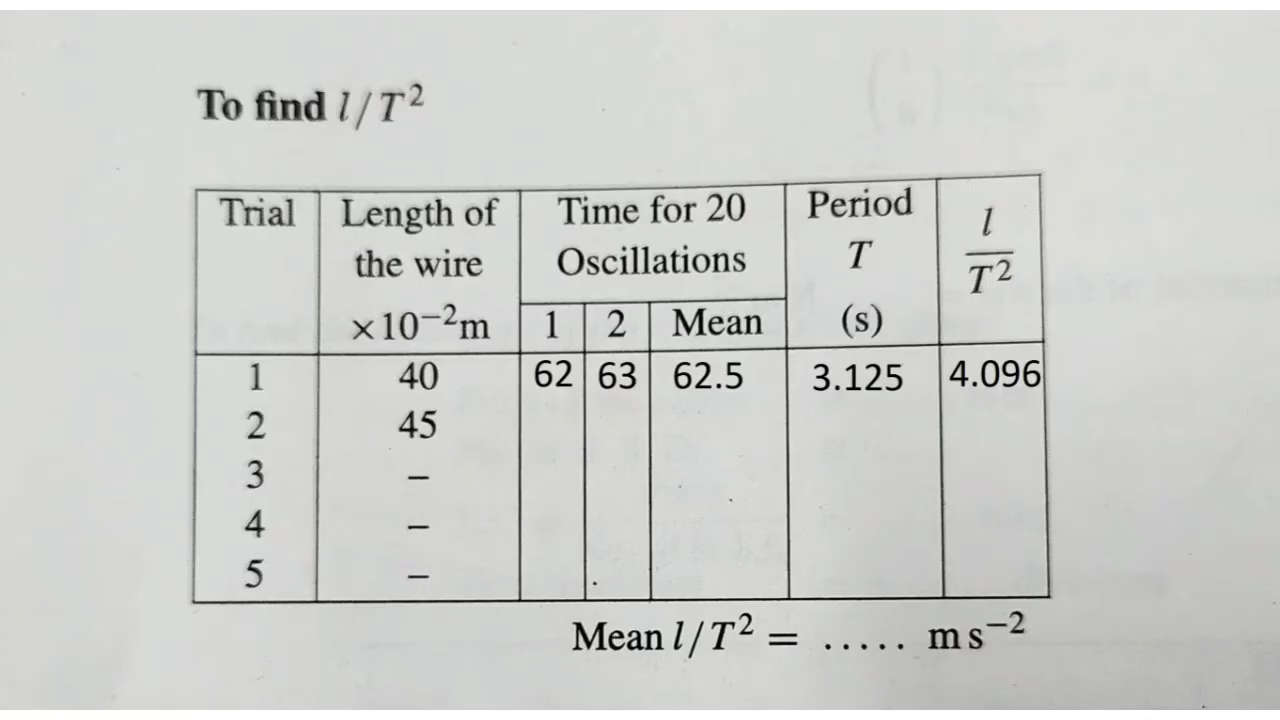 To find l/T²
Trial Length of the wire ×10⁻²m Time for 20 Oscillations Period T (s) l/T²
1 2 Mean
1 40 62 63 62.5 3.125 4.096
2 45
3 –
4 –
5 –
Mean l/T² = ..... m s⁻²